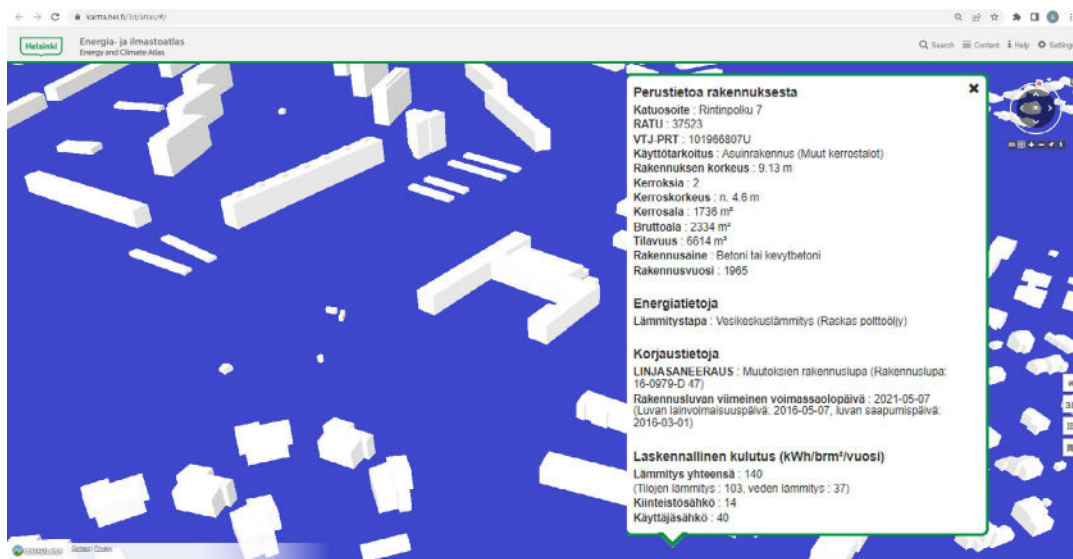 kartta.hel.fi/3d/atlas/#/
Helsinki
Energia- ja ilmastoatlas
Energy and Climate Atlas
Search Content Help Settings
Perustietoa rakennuksesta
Katuosoite : Rintinpolku 7
RATU : 37523
VTJ-PRT : 101966807U
Käyttötarkoitus : Asuinrakennus (Muut kerrostalot)
Rakennuksen korkeus : 9.13 m
Kerroksia : 2
Kerroskorkeus : n. 4.6 m
Kerrosala : 1736 m²
Bruttoala : 2334 m²
Tilavuus : 6614 m³
Rakennusaine : Betoni tai kevytbetoni
Rakennusvuosi : 1965
Energiatietoja
Lämmitystapa : Vesikeskuslämmitys (Raskas polttoöljy)
Korjaustietoja
LINJASANEERAUS : Muutoksien rakennuslupa (Rakennuslupa:
16-0979-D 47)
Rakennusluvan viimeinen voimassaolopäivä : 2021-05-07
(Luvan lainvoimaisuuspäivä: 2016-05-07, luvan saapumispäivä:
2016-03-01)
Laskennallinen kulutus (kWh/brm²/vuosi)
Lämmitys yhteensä : 140
(Tilojen lämmitys : 103, veden lämmitys : 37)
Kiinteistösähkö : 14
Käyttäjäsähkö : 40